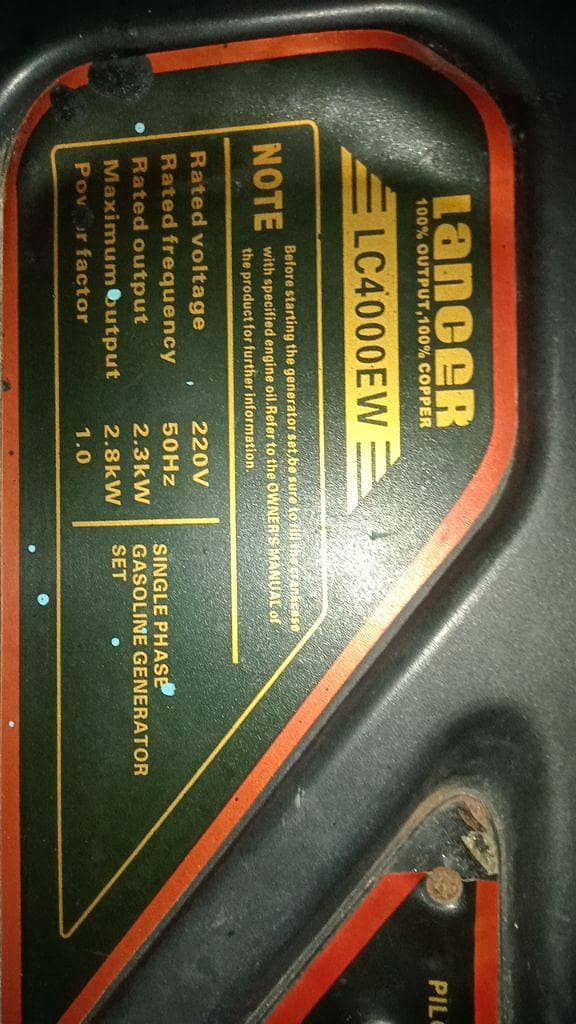 LanceR
100% OUTPUT,100% COPPER
LC4000EW
NOTE
Before starting the generator set,be sure to fill the crankcase
with specified engine oil.Refer to the OWNER'S MANUAL of
the product for further information.
Rated voltage 220V
Rated frequency 50Hz
Rated output 2.3kW
Maximum output 2.8kW
Power factor 1.0
SINGLE PHASE
GASOLINE GENERATOR
SET